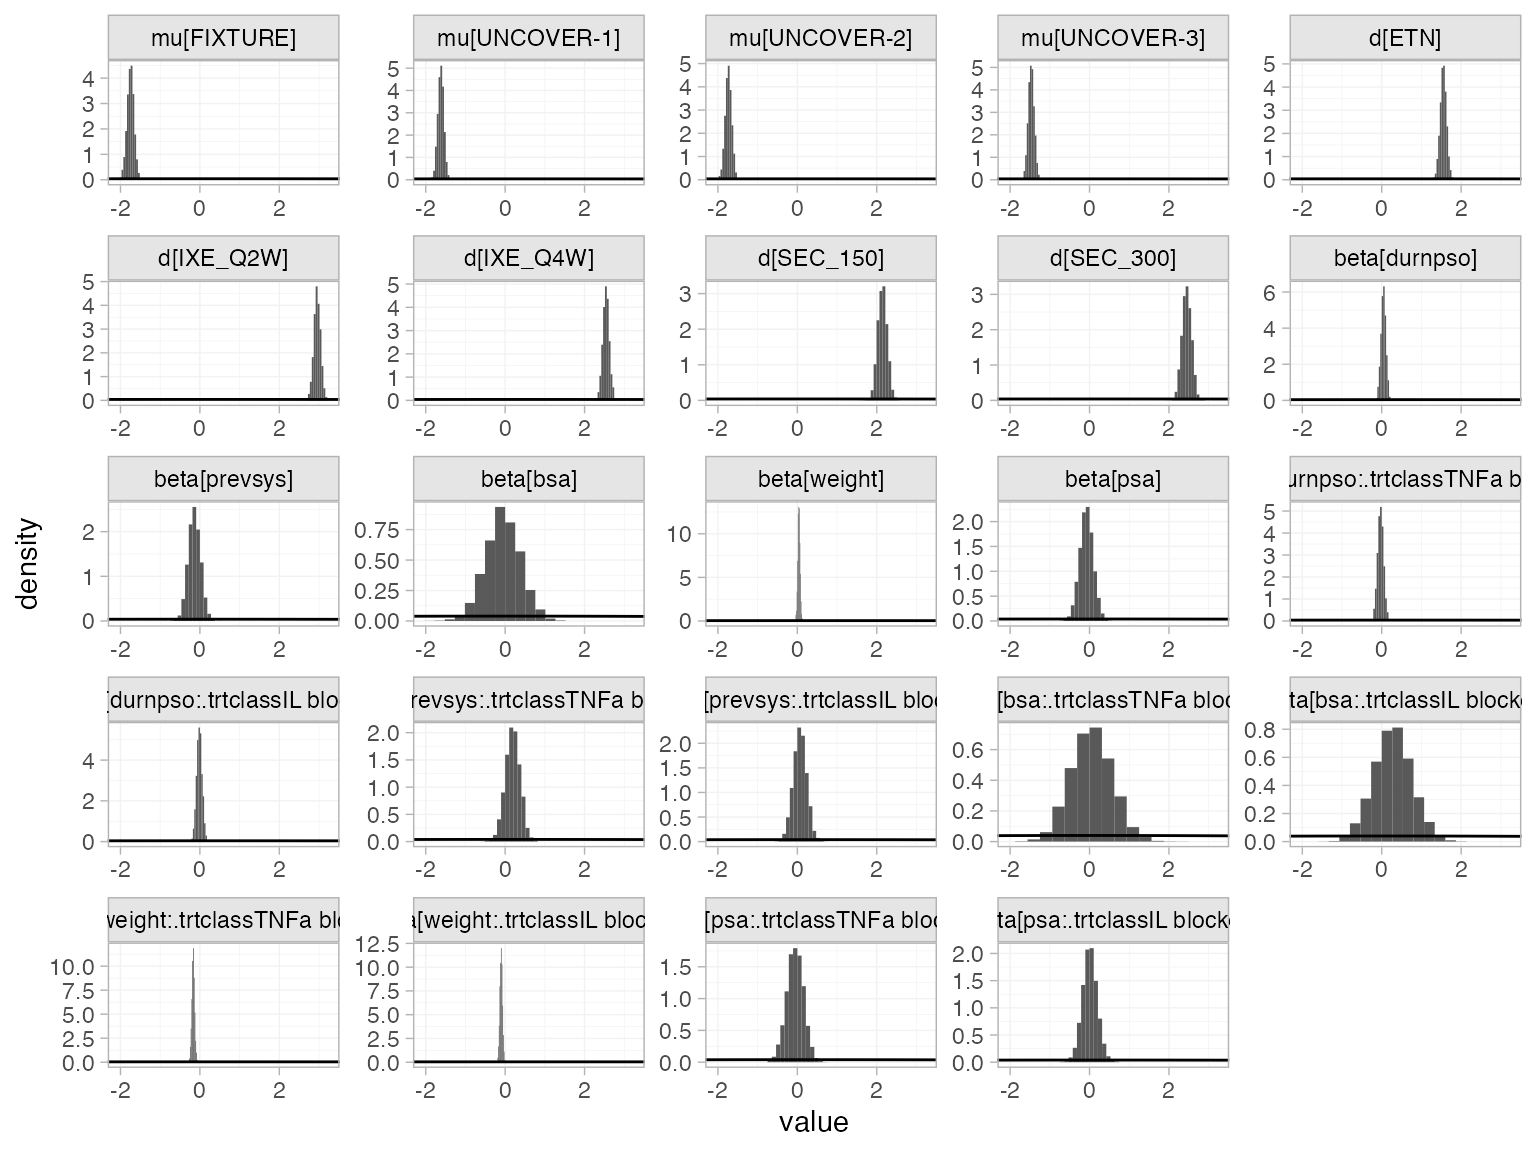 mu[FIXTURE] mu[UNCOVER-1] mu[UNCOVER-2] mu[UNCOVER-3] d[ETN]
4 3 2 1 0
5 4 3 2 1 0
5 4 3 2 1 0
5 4 3 2 1 0
5 4 3 2 1 0
-2 0 2 -2 0 2 -2 0 2 -2 0 2 -2 0 2
d[IXE_Q2W] d[IXE_Q4W] d[SEC_150] d[SEC_300] beta[durnpso]
5 4 3 2 1 0
5 4 3 2 1 0
3 2 1 0
3 2 1 0
6 4 2 0
-2 0 2 -2 0 2 -2 0 2 -2 0 2 -2 0 2
beta[prevsys] beta[bsa] beta[weight] beta[psa] urnpso:.trtclassTNFa b
2 1 0
0.75 0.50 0.25 0.00
10 5 0
2.0 1.5 1.0 0.5 0.0
5 4 3 2 1 0
-2 0 2 -2 0 2 -2 0 2 -2 0 2 -2 0 2
[durnpso:.trtclassIL bloc revsys:.trtclassTNFa b [prevsys:.trtclassIL bloc [bsa:.trtclassTNFa bloc ta[bsa:.trtclassIL blocke
4 2 0
2.0 1.5 1.0 0.5 0.0
2.0 1.5 1.0 0.5 0.0
0.6 0.4 0.2 0.0
0.8 0.6 0.4 0.2 0.0
-2 0 2 -2 0 2 -2 0 2 -2 0 2 -2 0 2
weight:.trtclassTNFa blo a[weight:.trtclassIL bloc [psa:.trtclassTNFa bloc ta[psa:.trtclassIL blocke
10.0 7.5 5.0 2.5 0.0
12.5 10.0 7.5 5.0 2.5 0.0
1.5 1.0 0.5 0.0
2.0 1.5 1.0 0.5 0.0
-2 0 2 -2 0 2 -2 0 2 -2 0 2
density
value